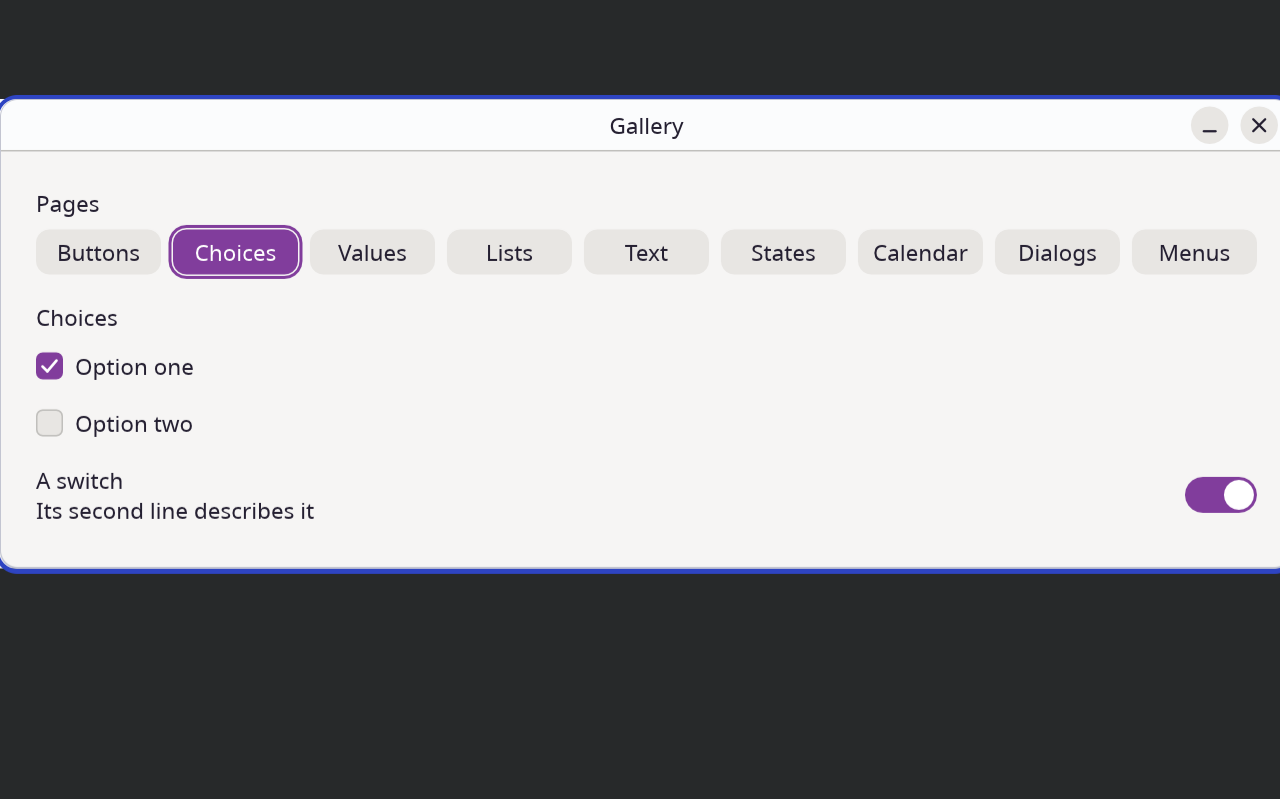 Gallery
Pages
Buttons Choices Values Lists Text States Calendar Dialogs Menus
Choices
Option one
Option two
A switch
Its second line describes it